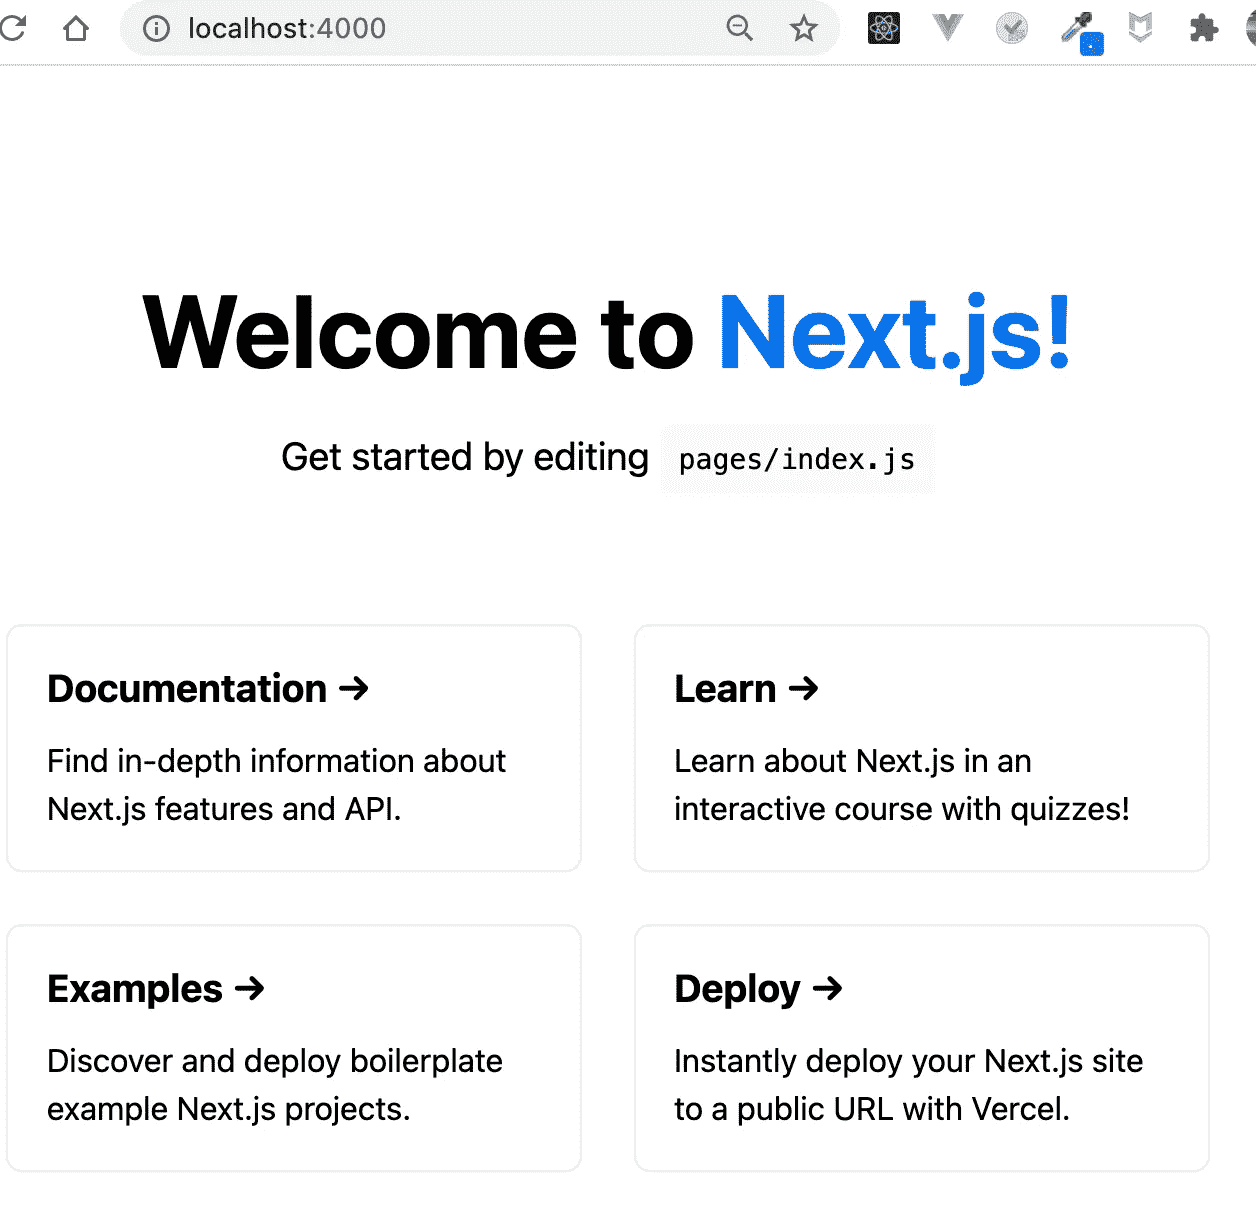 localhost:4000
Welcome to Next.js!
Get started by editing pages/index.js
Documentation →
Find in-depth information about
Next.js features and API.
Learn →
Learn about Next.js in an
interactive course with quizzes!
Examples →
Discover and deploy boilerplate
example Next.js projects.
Deploy →
Instantly deploy your Next.js site
to a public URL with Vercel.